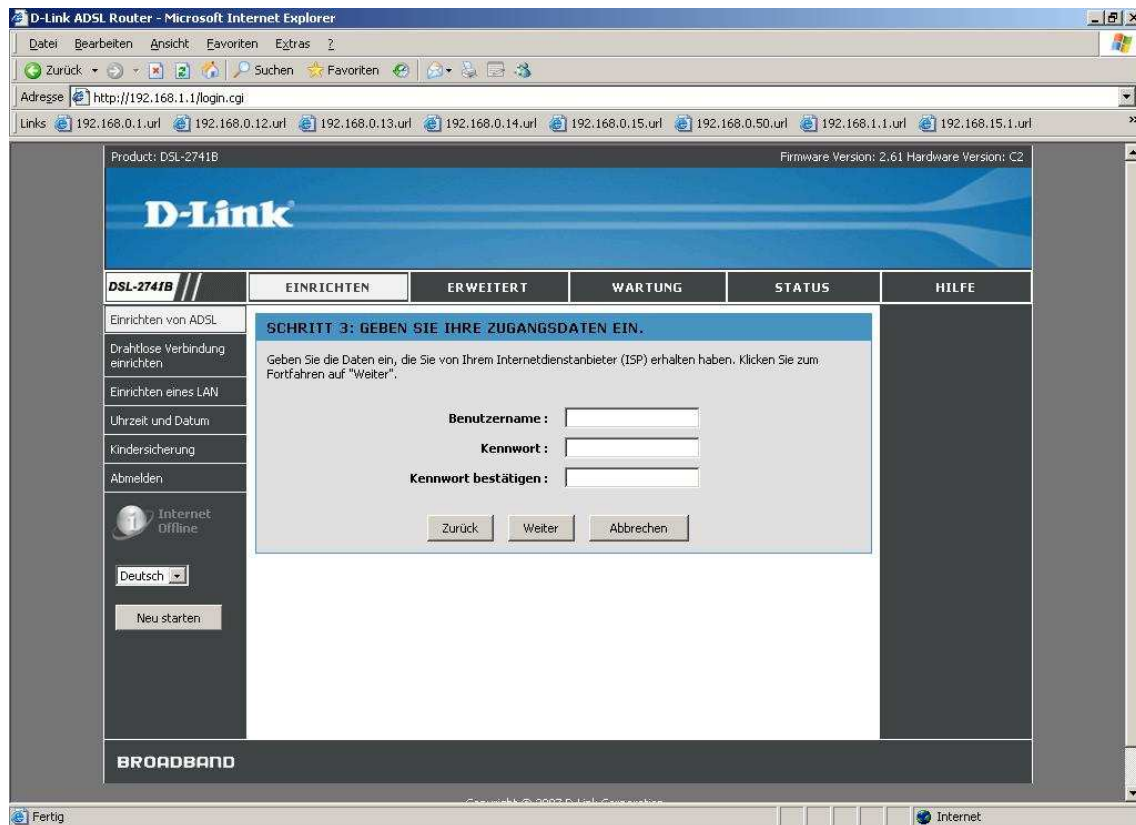 D-Link ADSL Router - Microsoft Internet Explorer
Datei Bearbeiten Ansicht Favoriten Extras ?
Zurück Suchen Favoriten
Adresse http://192.168.1.1/login.cgi
Links 192.168.0.1.url 192.168.0.12.url 192.168.0.13.url 192.168.0.14.url 192.168.0.15.url 192.168.0.50.url 192.168.1.1.url 192.168.15.1.url »
Product: DSL-2741B Firmware Version: 2.61 Hardware Version: C2
D-Link
DSL-2741B EINRICHTEN ERWEITERT WARTUNG STATUS HILFE
Einrichten von ADSL
Drahtlose Verbindung
einrichten
Einrichten eines LAN
Uhrzeit und Datum
Kindersicherung
Abmelden
Internet
Offline
Deutsch
Neu starten
SCHRITT 3: GEBEN SIE IHRE ZUGANGSDATEN EIN.
Geben Sie die Daten ein, die Sie von Ihrem Internetdienstanbieter (ISP) erhalten haben. Klicken Sie zum
Fortfahren auf "Weiter".
Benutzername :
Kennwort :
Kennwort bestätigen :
Zurück Weiter Abbrechen
BROADBAND
Copyright © 2007 D-Link Corporation
Fertig Internet